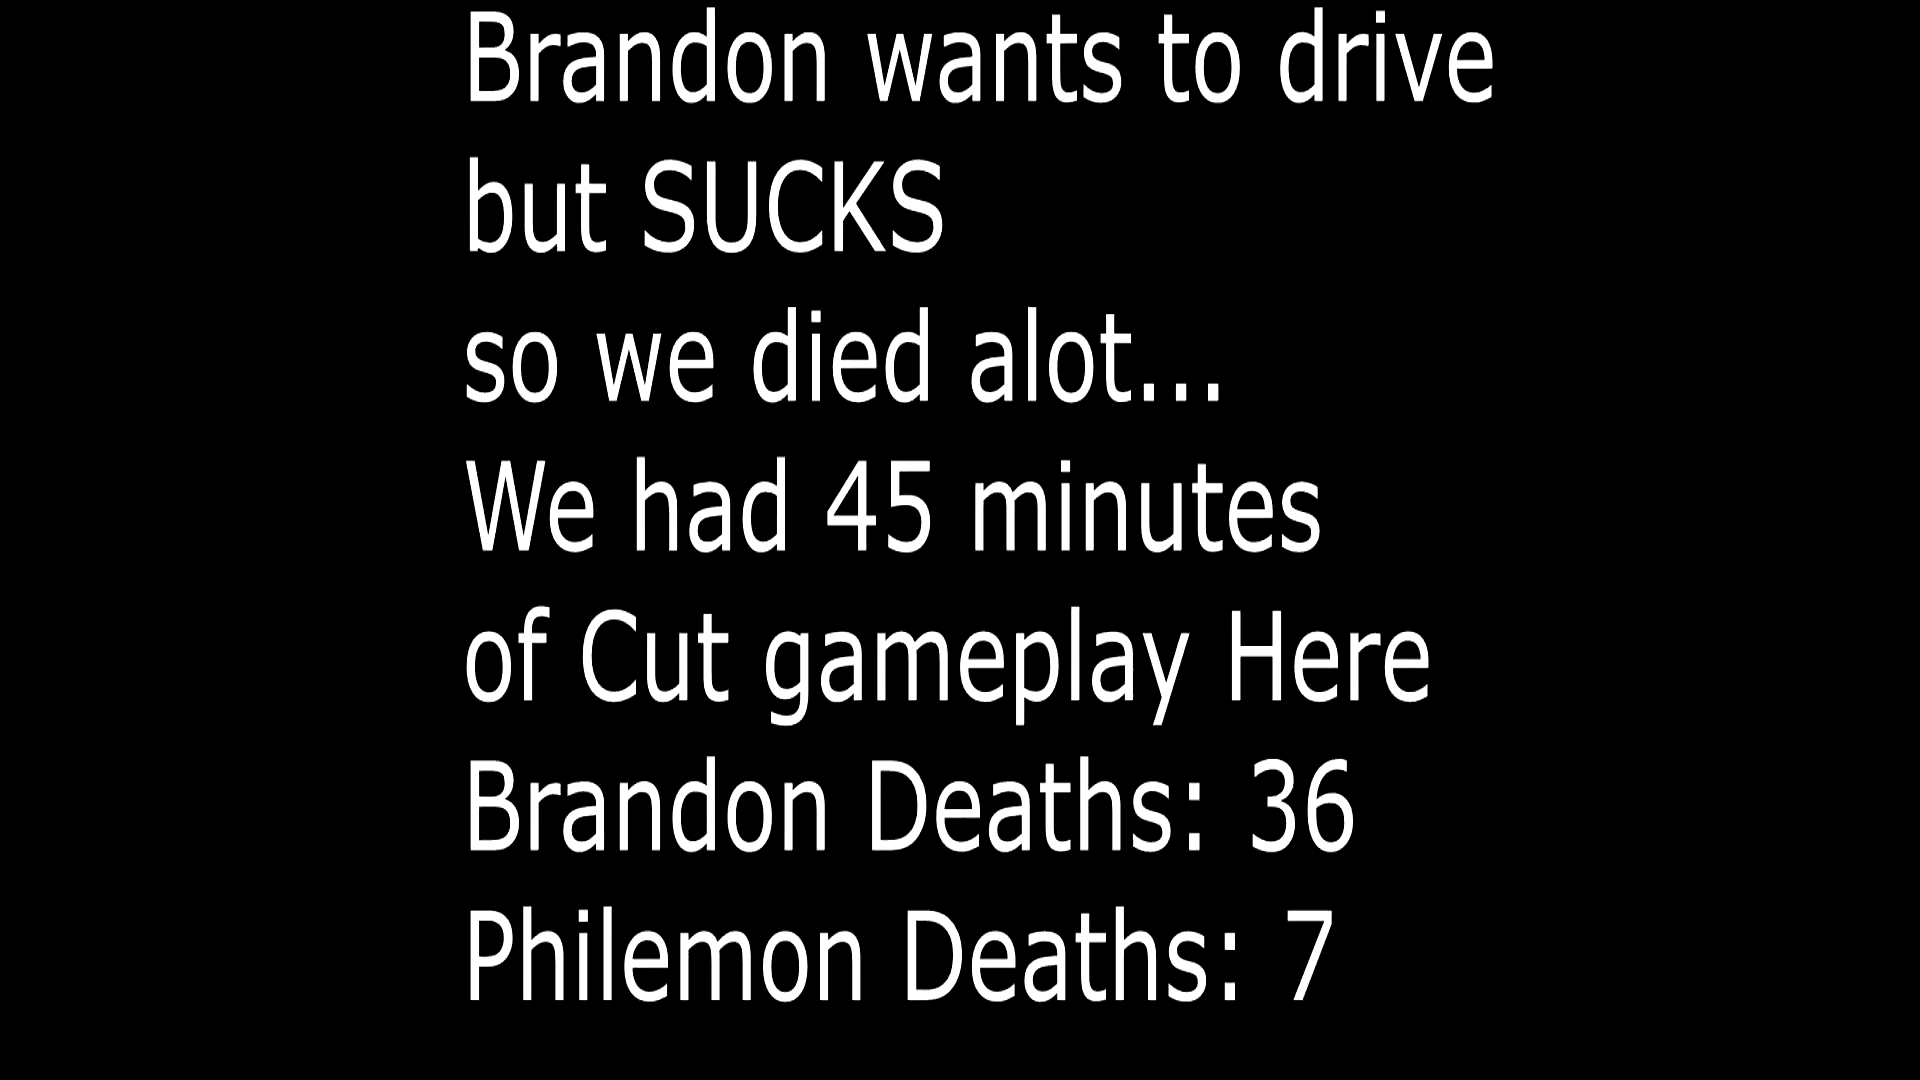 Brandon wants to drive
but SUCKS
so we died alot...
We had 45 minutes
of Cut gameplay Here
Brandon Deaths: 36
Philemon Deaths: 7